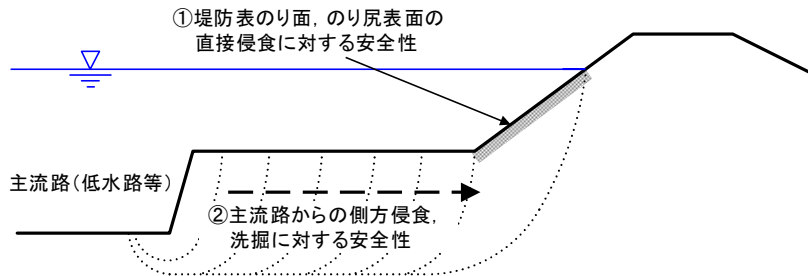 ①堤防表のり面，のり尻表面の
直接侵食に対する安全性
主流路（低水路等）
②主流路からの側方侵食，
洗掘に対する安全性